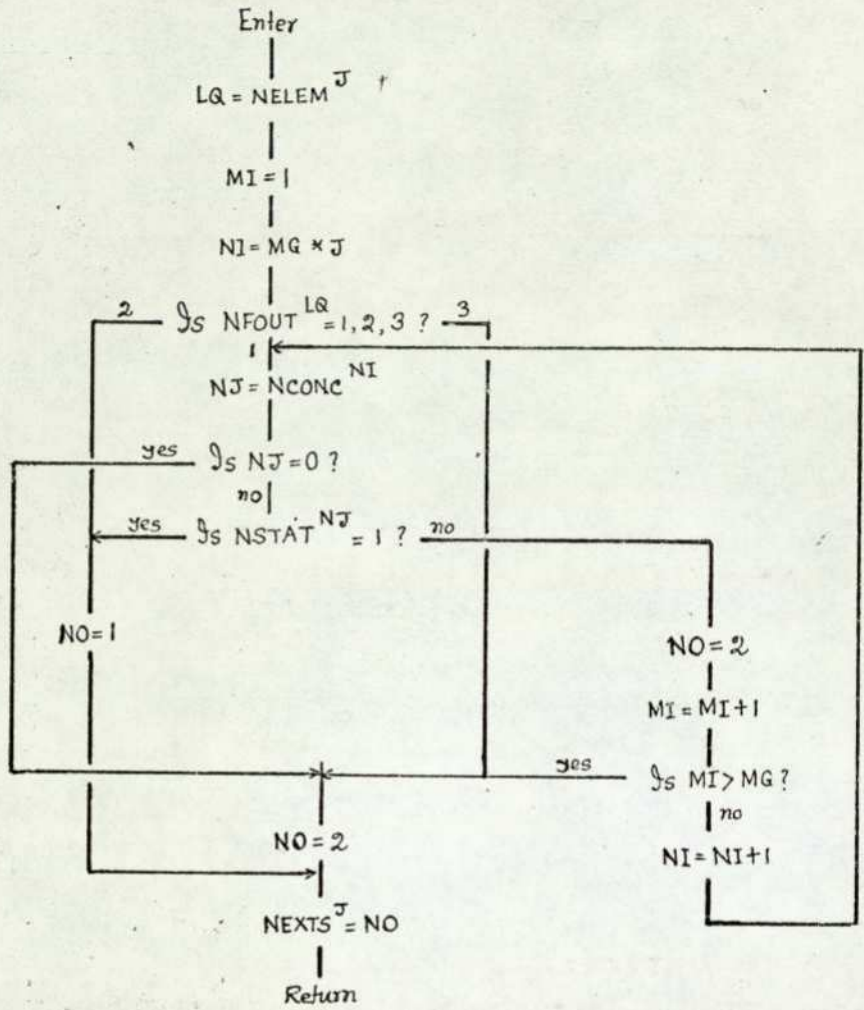 Enter
LQ = NELEM^J
MI = 1
NI = MG * J
2 Is NFOUT^LQ = 1, 2, 3 ? 3
1
NJ = NCONC^NI
yes Is NJ = 0 ?
no
yes Is NSTAT^NJ = 1 ? no
NO = 1
NO = 2
MI = MI+1
yes Is MI > MG ?
no
NO = 2
NI = NI+1
NEXTS^J = NO
Return